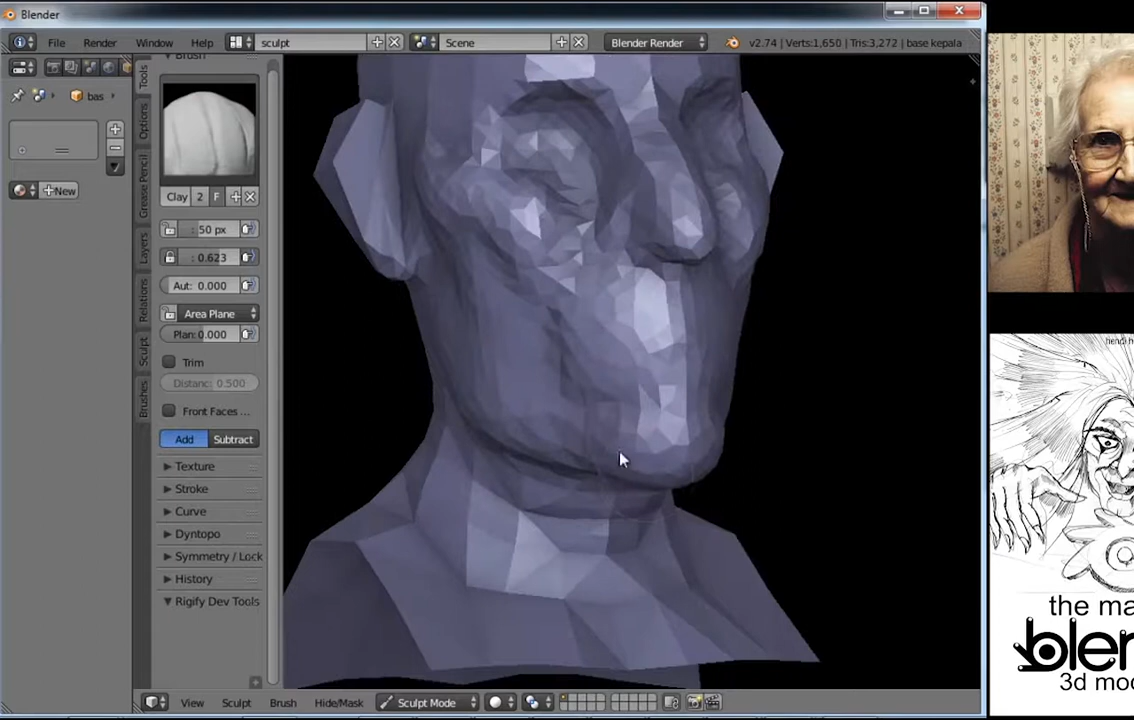 Blender
File Render Window Help sculpt Scene Blender Render v2.74 | Verts:1,650 | Tris:3,272 | base kepala
bas
New
Tools
Options
Grease Pencil
Layers
Relations
Sculpt
Brushes
Brush
Clay 2 F
: 50 px
: 0.623
Aut: 0.000
Area Plane
Plan: 0.000
Trim
Distanc: 0.500
Front Faces ...
Add Subtract
Texture
Stroke
Curve
Dyntopo
Symmetry / Lock
History
Rigify Dev Tools
View Sculpt Brush Hide/Mask Sculpt Mode
the ma
blen
3d mod